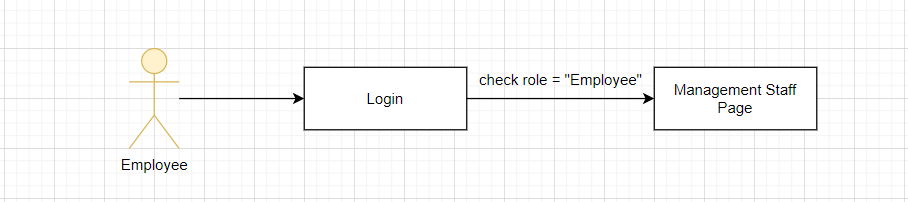 check role = "Employee"
Login
Management Staff
Page
Employee